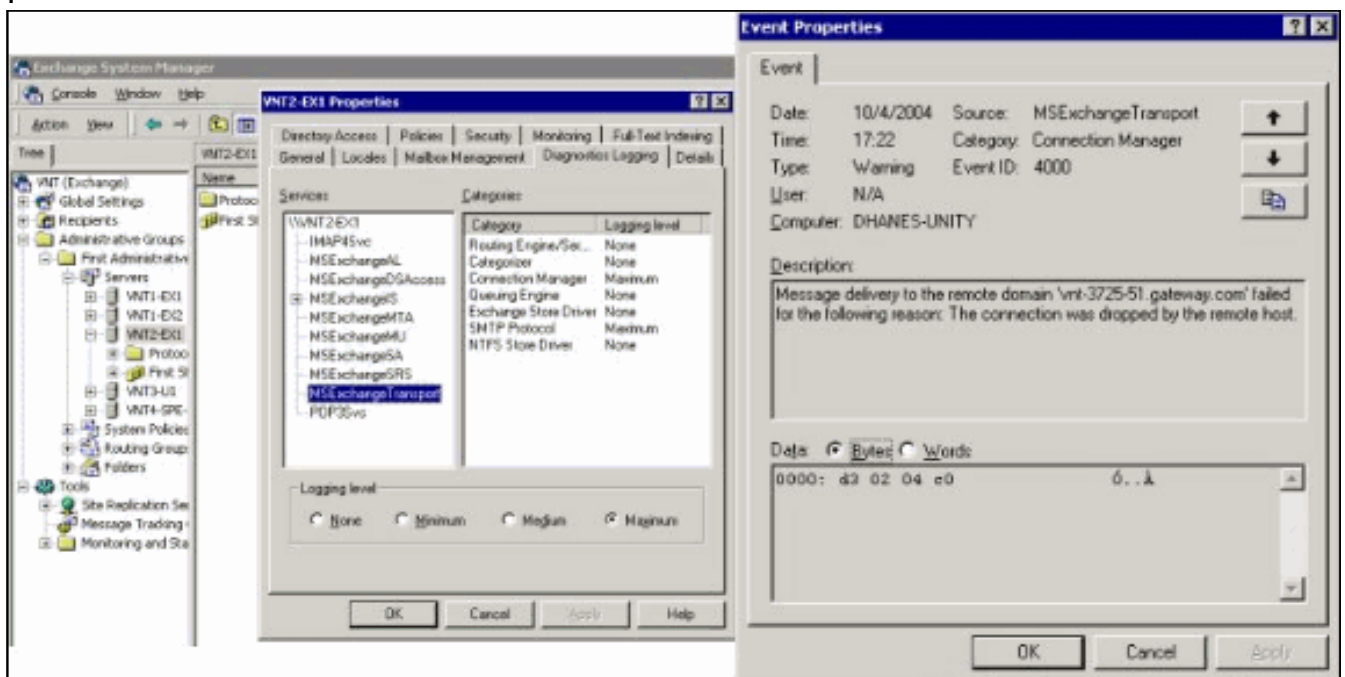 Exchange System Manager
Console Window Help
Action View
Tree
VNT (Exchange)
Global Settings
Recipients
Administrative Groups
First Administrative
Servers
VNT1-EX1
VNT1-EX2
VNT2-EX1
Protoc
First St
VNT3-U1
VNT4-SPE-
System Policies
Routing Group
Folders
Tools
Site Replication Ser
Message Tracking
Monitoring and Sta
VNT2-EX1
Name
Protoc
First St
VNT2-EX1 Properties
Directory Access Policies Security Monitoring Full-Text Indexing
General Locales Mailbox Management Diagnostics Logging Details
Services:
\\VNT2-EX1
IMAP4Svc
MSExchangeAL
MSExchangeDSAccess
MSExchangeIS
MSExchangeMTA
MSExchangeMU
MSExchangeSA
MSExchangeSRS
MSExchangeTransport
POP3Svc
Categories:
Category Logging level
Routing Engine/Ser... None
Categorizer None
Connection Manager Maximum
Queuing Engine None
Exchange Store Driver None
SMTP Protocol Maximum
NTFS Store Driver None
Logging level
None Minimum Medium Maximum
OK Cancel Apply Help
Event Properties
Event
Date: 10/4/2004 Source: MSExchangeTransport
Time: 17:22 Category: Connection Manager
Type: Warning Event ID: 4000
User: N/A
Computer: DHANES-UNITY
Description:
Message delivery to the remote domain 'vnt-3725-51.gateway.com' failed
for the following reason: The connection was dropped by the remote host.
Data: Bytes Words
0000: d3 02 04 c0 Ó..À
OK Cancel Apply